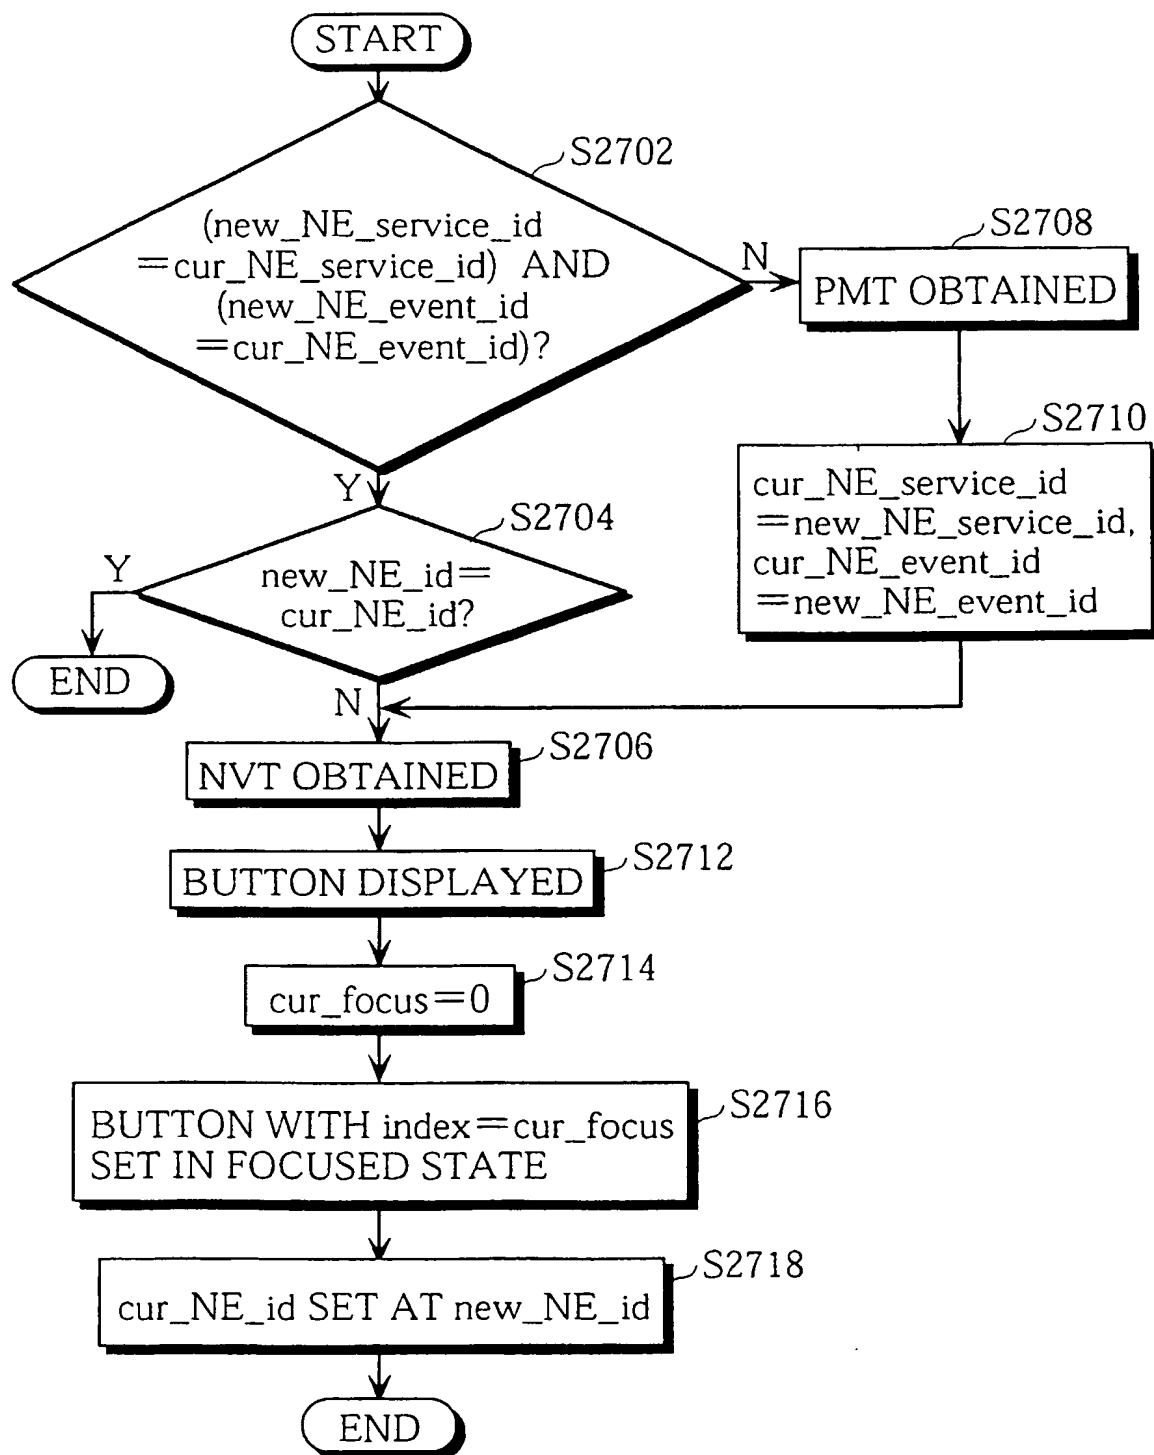 START
S2702
(new_NE_service_id
=cur_NE_service_id) AND
(new_NE_event_id
=cur_NE_event_id)?
N
S2708
PMT OBTAINED
S2710
cur_NE_service_id
=new_NE_service_id,
cur_NE_event_id
=new_NE_event_id
Y
S2704
new_NE_id=
cur_NE_id?
Y
END
N
S2706
NVT OBTAINED
S2712
BUTTON DISPLAYED
S2714
cur_focus=0
S2716
BUTTON WITH index=cur_focus
SET IN FOCUSED STATE
S2718
cur_NE_id SET AT new_NE_id
END